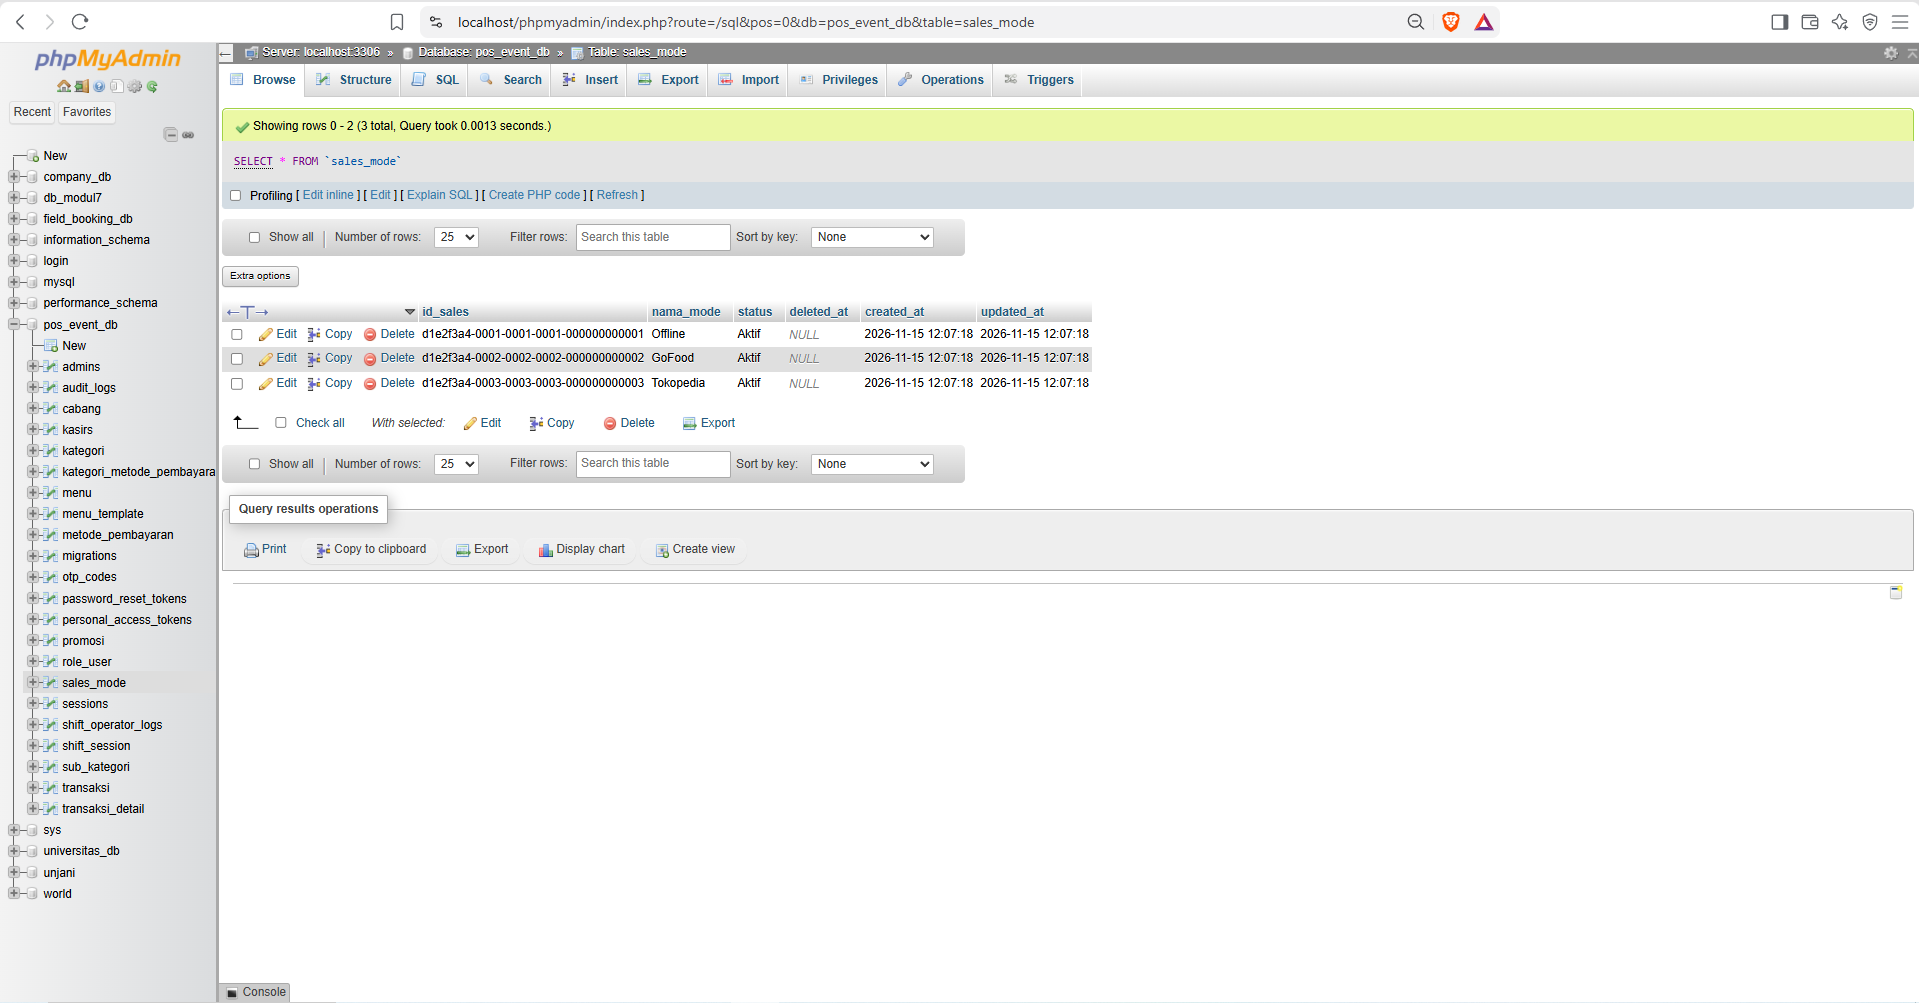 localhost/phpmyadmin/index.php?route=/sql&pos=0&db=pos_event_db&table=sales_mode
phpMyAdmin
Recent Favorites
New
company_db
db_modul7
field_booking_db
information_schema
login
mysql
performance_schema
pos_event_db
New
admins
audit_logs
cabang
kasirs
kategori
kategori_metode_pembayara
menu
menu_template
metode_pembayaran
migrations
otp_codes
password_reset_tokens
personal_access_tokens
promosi
role_user
sales_mode
sessions
shift_operator_logs
shift_session
sub_kategori
transaksi
transaksi_detail
sys
universitas_db
unjani
world
Server: localhost:3306 » Database: pos_event_db » Table: sales_mode
Browse Structure SQL Search Insert Export Import Privileges Operations Triggers
Showing rows 0 - 2 (3 total, Query took 0.0013 seconds.)
SELECT * FROM `sales_mode`
Profiling [ Edit inline ] [ Edit ] [ Explain SQL ] [ Create PHP code ] [ Refresh ]
Show all | Number of rows: 25 Filter rows: Search this table Sort by key: None
Extra options
←T→ id_sales nama_mode status deleted_at created_at updated_at
Edit Copy Delete d1e2f3a4-0001-0001-0001-000000000001 Offline Aktif NULL 2026-11-15 12:07:18 2026-11-15 12:07:18
Edit Copy Delete d1e2f3a4-0002-0002-0002-000000000002 GoFood Aktif NULL 2026-11-15 12:07:18 2026-11-15 12:07:18
Edit Copy Delete d1e2f3a4-0003-0003-0003-000000000003 Tokopedia Aktif NULL 2026-11-15 12:07:18 2026-11-15 12:07:18
Check all With selected: Edit Copy Delete Export
Show all | Number of rows: 25 Filter rows: Search this table Sort by key: None
Query results operations
Print Copy to clipboard Export Display chart Create view
Console